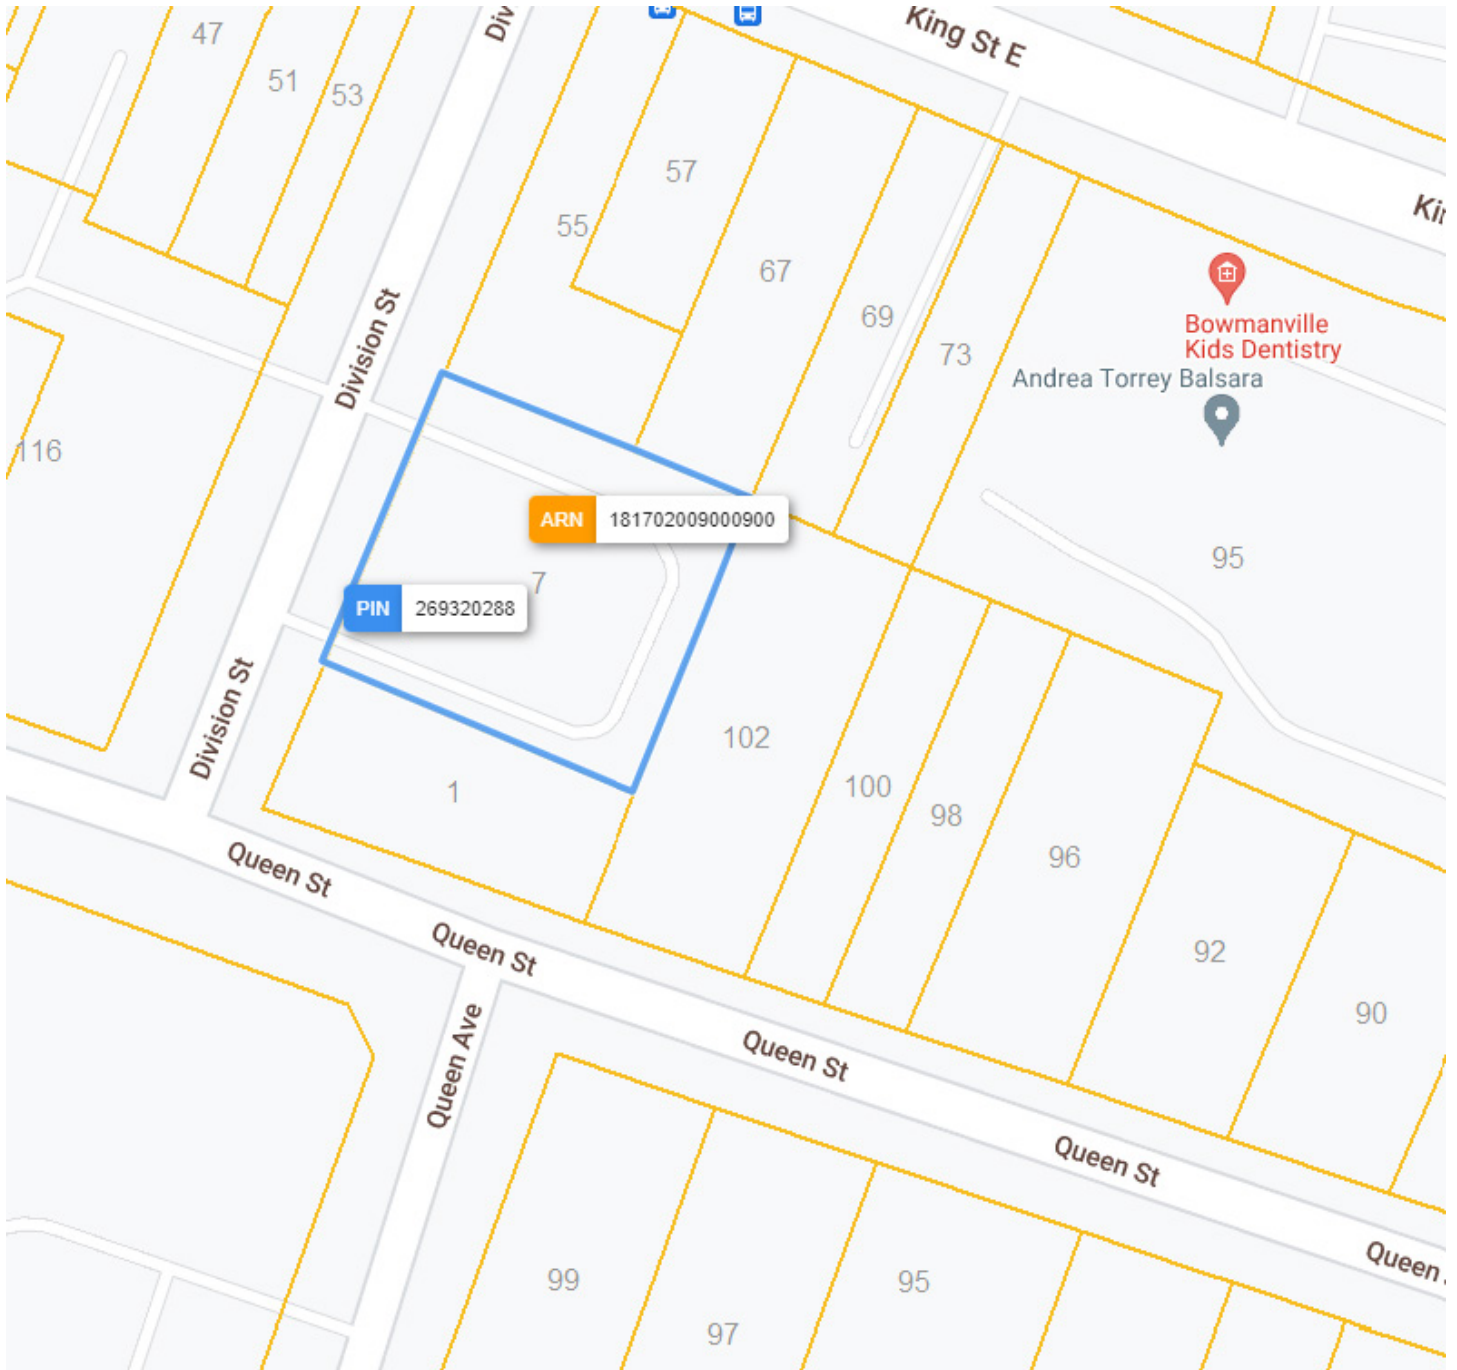 47
51
53
Div
King St E
Kin
57
55
67
69
73
Bowmanville
Kids Dentistry
Andrea Torrey Balsara
Division St
116
ARN 181702009000900
7
PIN 269320288
95
Division St
102
1
100
98
96
92
90
Queen St
Queen St
Queen Ave
Queen St
Queen St
Queen
99
97
95